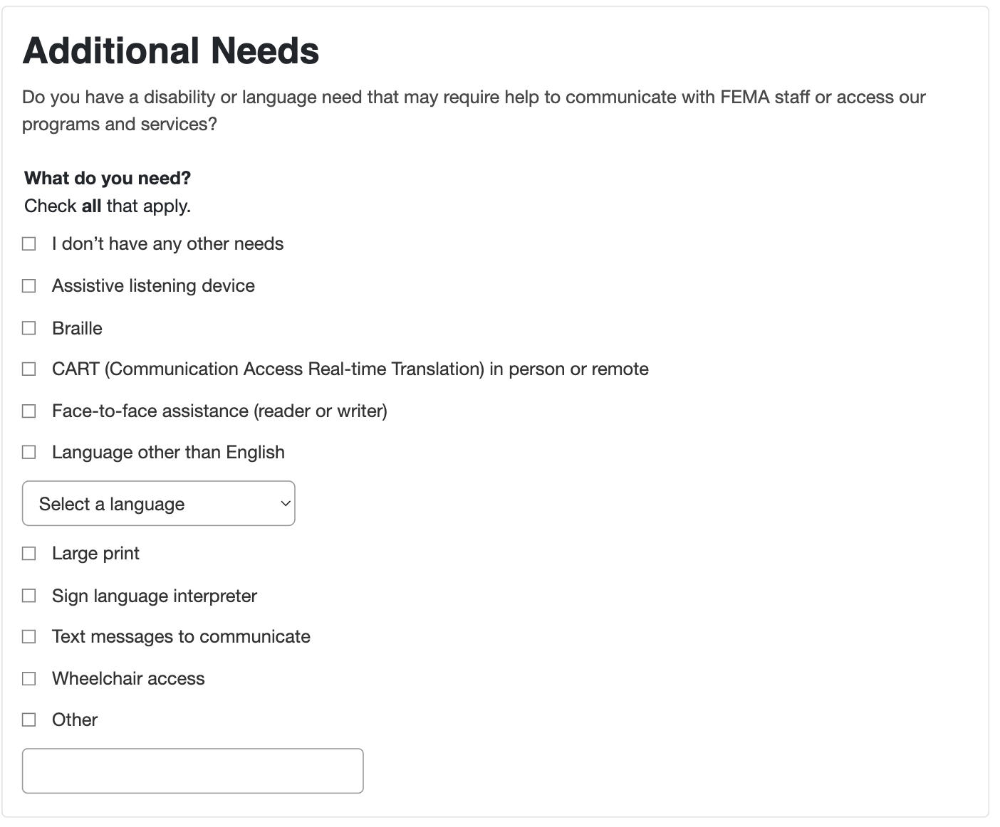 Additional Needs
Do you have a disability or language need that may require help to communicate with FEMA staff or access our
programs and services?
What do you need?
Check all that apply.
I don’t have any other needs
Assistive listening device
Braille
CART (Communication Access Real-time Translation) in person or remote
Face-to-face assistance (reader or writer)
Language other than English
Select a language
Large print
Sign language interpreter
Text messages to communicate
Wheelchair access
Other